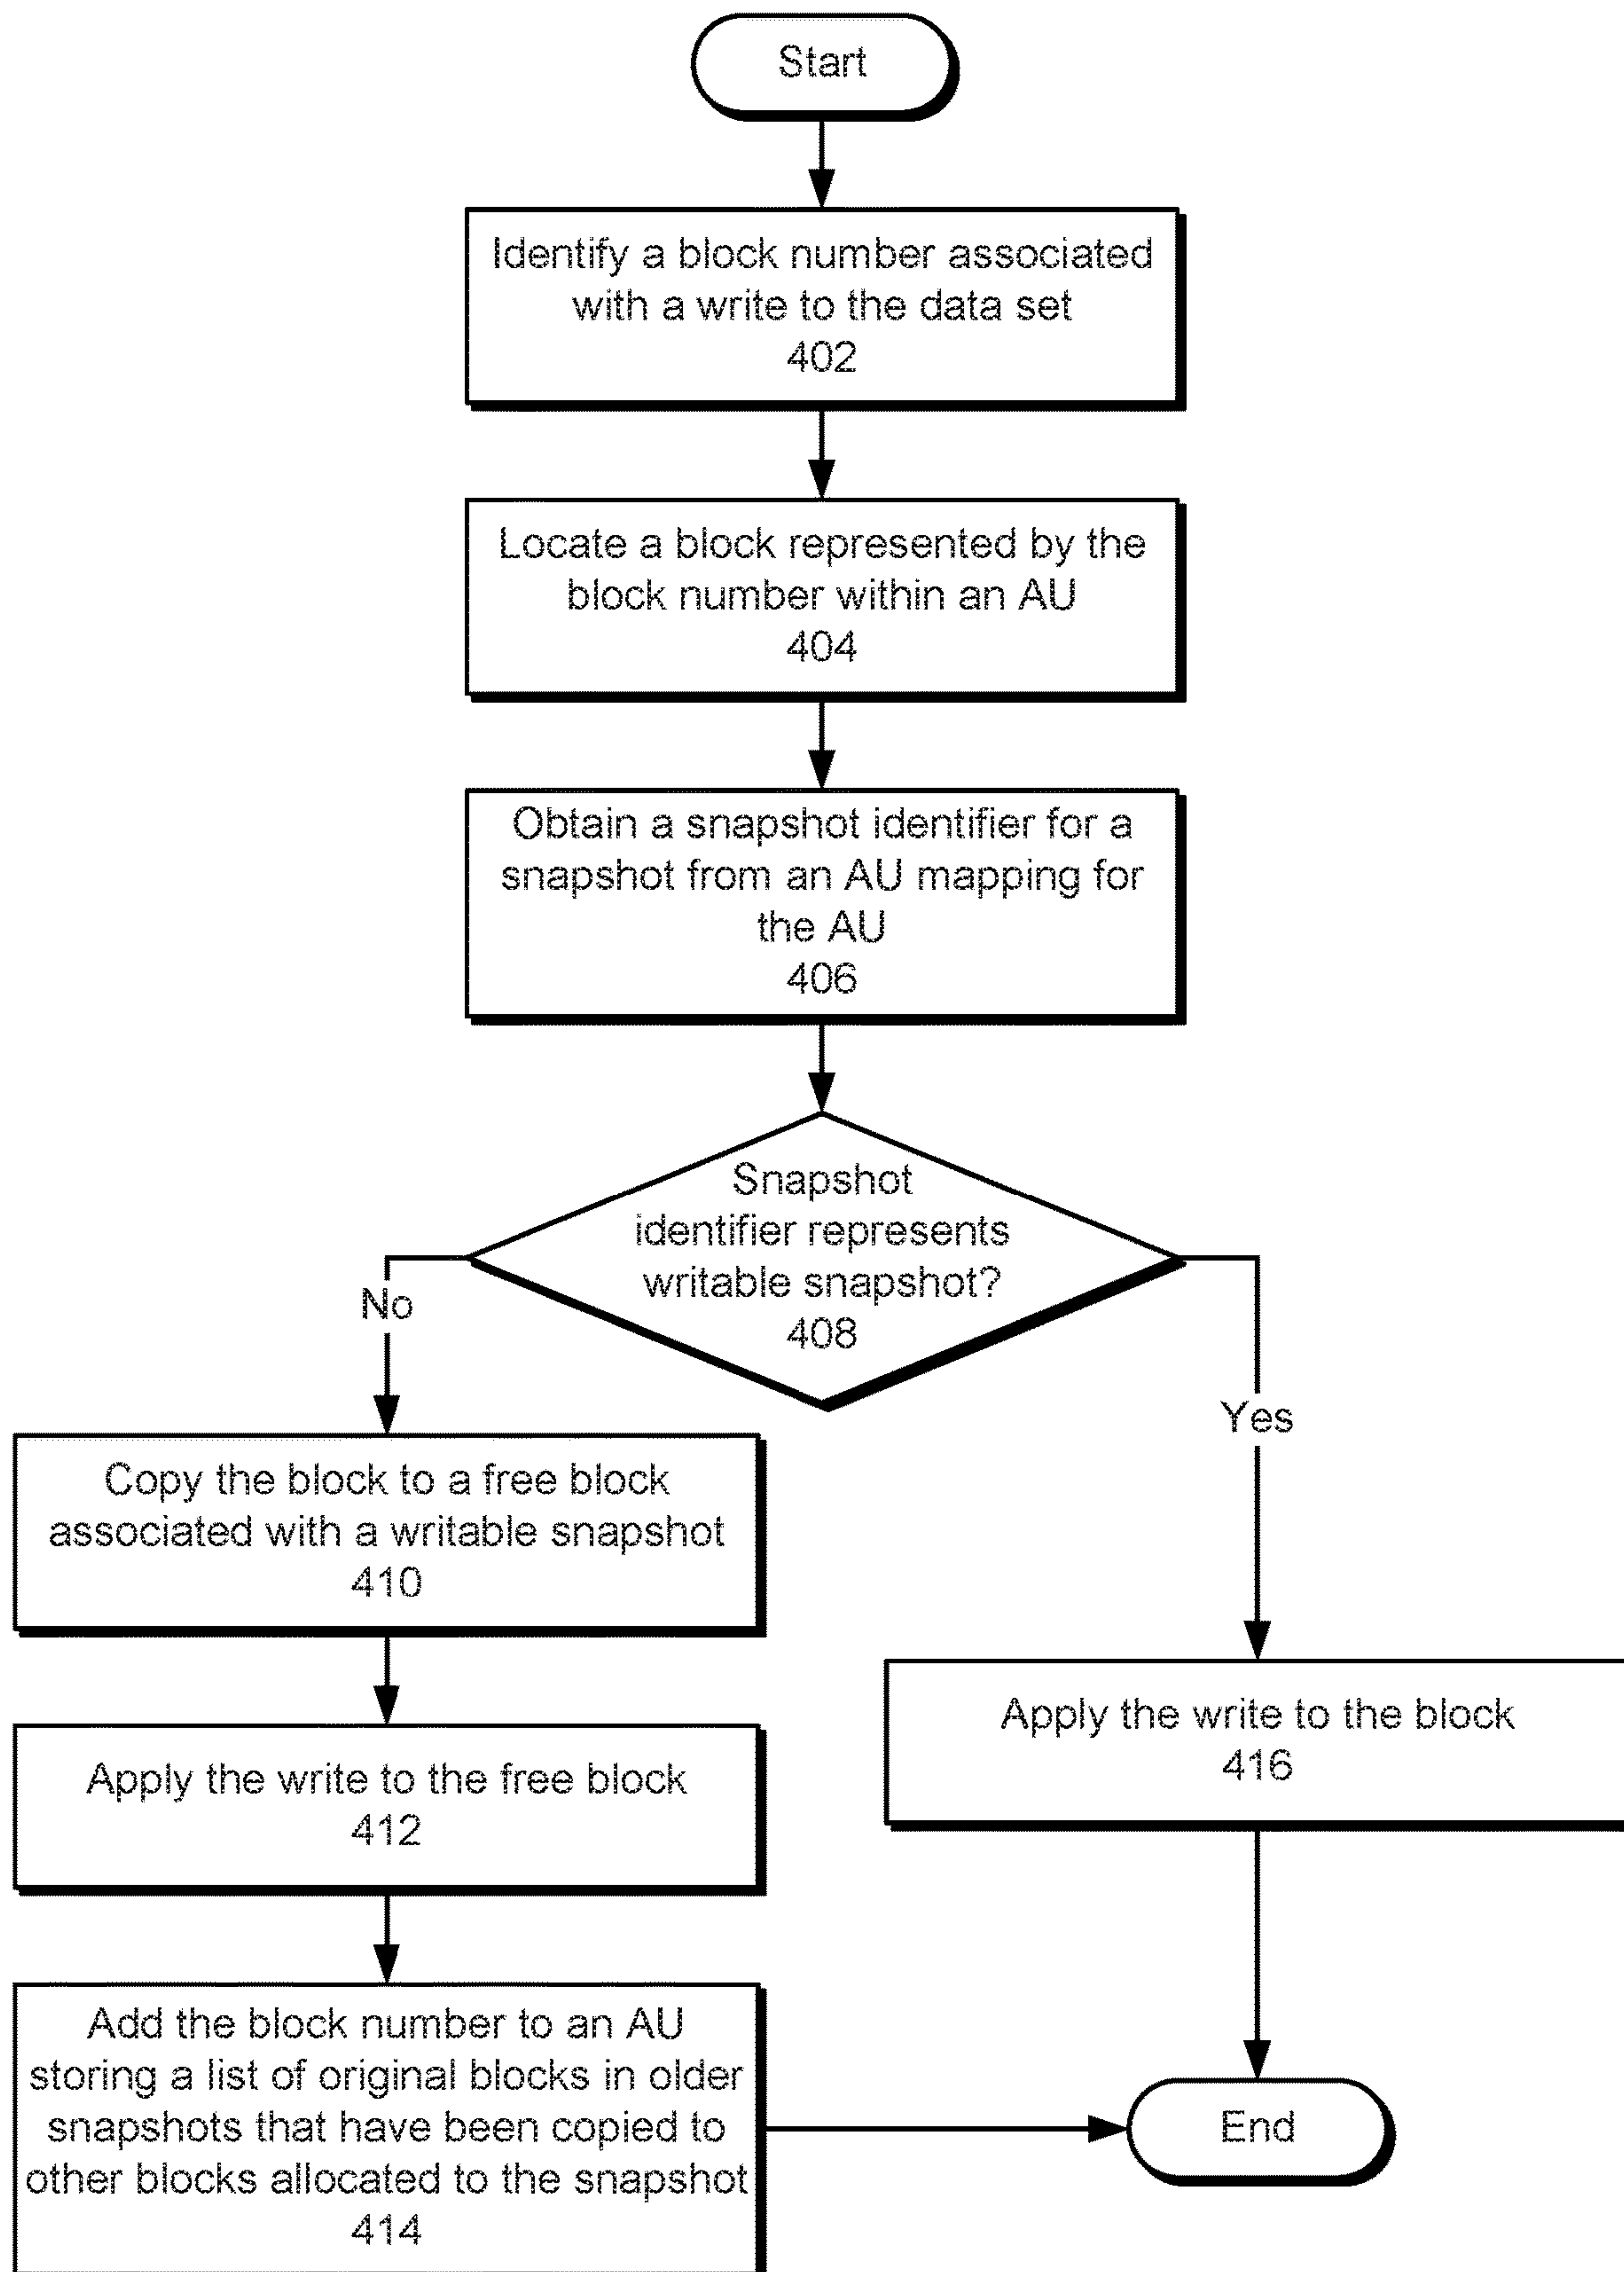 Start
Identify a block number associated
with a write to the data set
402
Locate a block represented by the
block number within an AU
404
Obtain a snapshot identifier for a
snapshot from an AU mapping for
the AU
406
Snapshot
identifier represents
writable snapshot?
408
No
Yes
Copy the block to a free block
associated with a writable snapshot
410
Apply the write to the free block
412
Apply the write to the block
416
Add the block number to an AU
storing a list of original blocks in older
snapshots that have been copied to
other blocks allocated to the snapshot
414
End